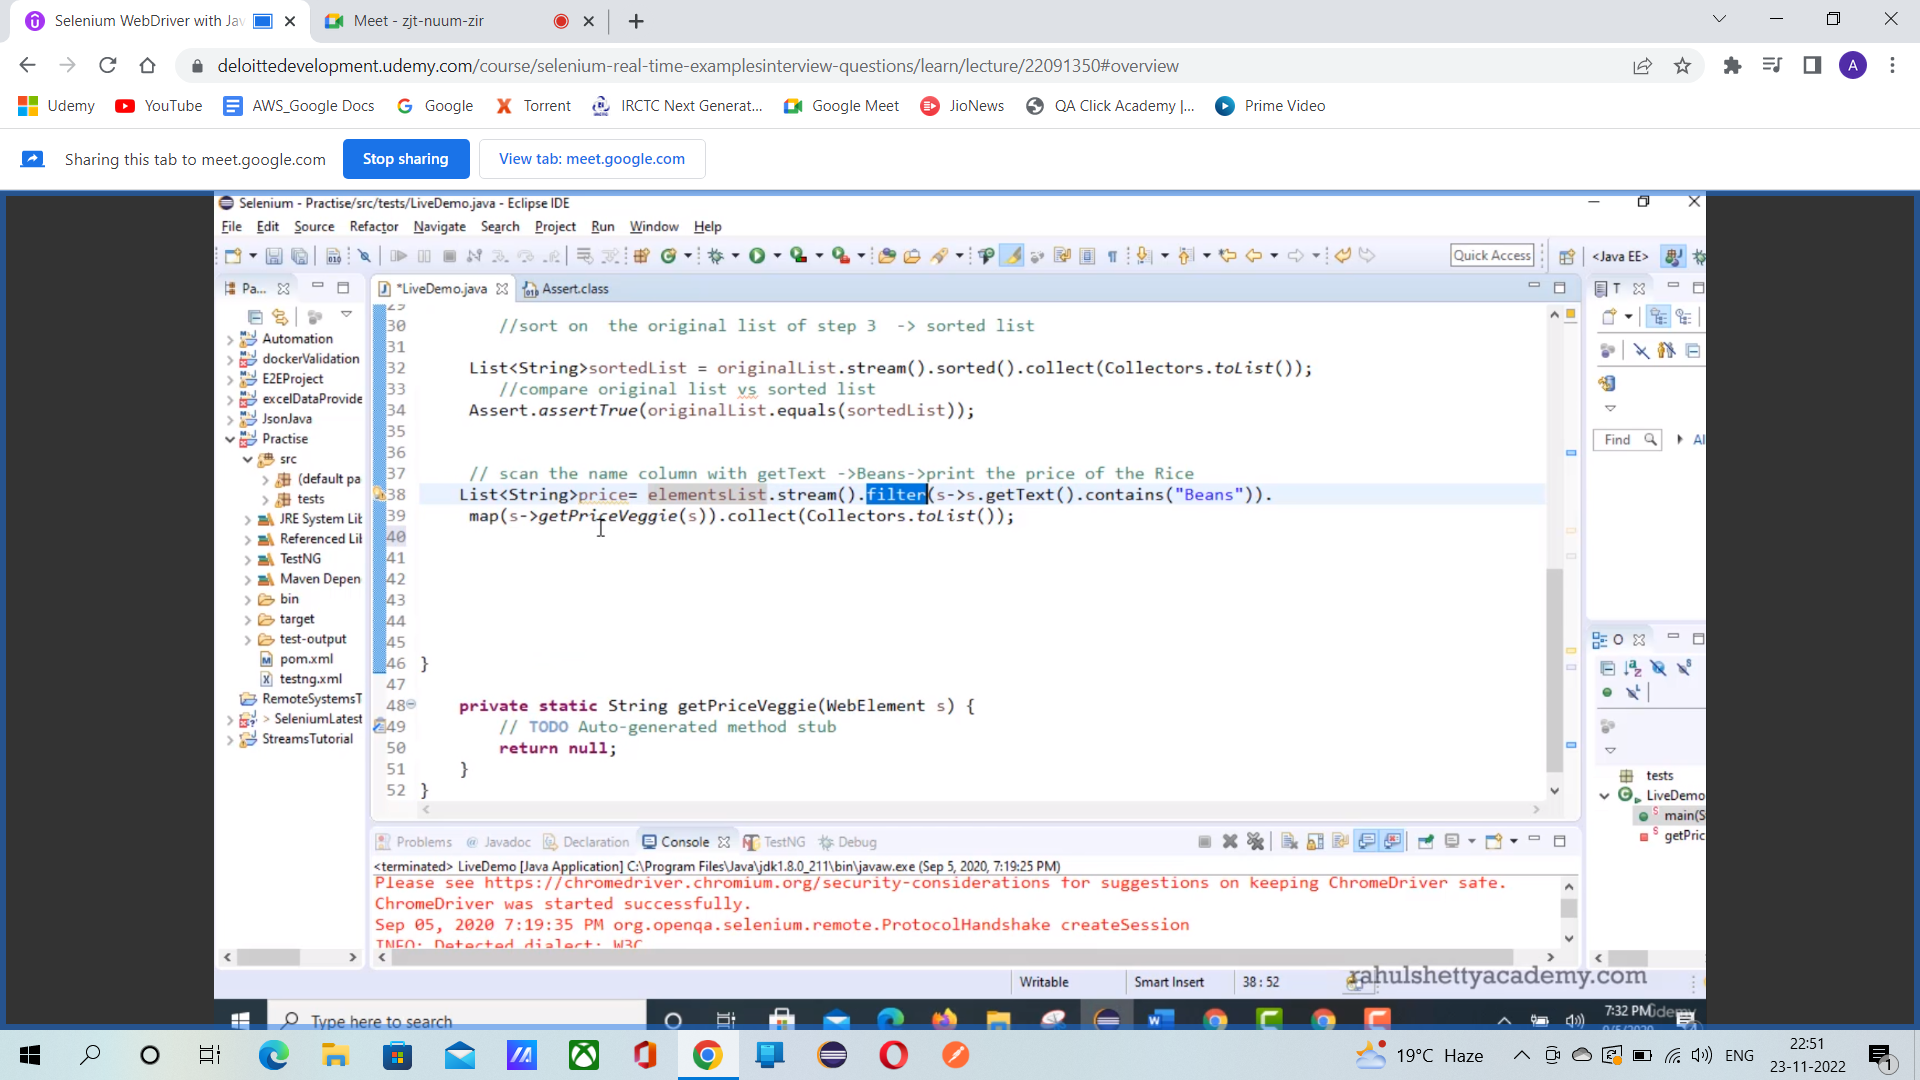 Selenium WebDriver with Jav
Meet - zjt-nuum-zir
deloittedevelopment.udemy.com/course/selenium-real-time-examplesinterview-questions/learn/lecture/22091350#overview
A
Udemy
YouTube
AWS_Google Docs
Google
Torrent
IRCTC Next Generat...
Google Meet
JioNews
QA Click Academy |...
Prime Video
Sharing this tab to meet.google.com
Stop sharing
View tab: meet.google.com
Selenium - Practise/src/tests/LiveDemo.java - Eclipse IDE
File Edit Source Refactor Navigate Search Project Run Window Help
Quick Access
<Java EE>
Pa...
*LiveDemo.java
Assert.class
T
Automation
dockerValidation
E2EProject
excelDataProvide
JsonJava
Practise
src
(default pa
tests
JRE System Lib
Referenced Lib
TestNG
Maven Depen
bin
target
test-output
pom.xml
testng.xml
RemoteSystemsT
> SeleniumLatest
StreamsTutorial
29
30 //sort on the original list of step 3 -> sorted list
31
32 List<String>sortedList = originalList.stream().sorted().collect(Collectors.toList());
33 //compare original list vs sorted list
34 Assert.assertTrue(originalList.equals(sortedList));
35
36
37 // scan the name column with getText ->Beans->print the price of the Rice
38 List<String>price= elementsList.stream().filter(s->s.getText().contains("Beans")).
39 map(s->getPriceVeggie(s)).collect(Collectors.toList());
40
41
42
43
44
45
46 }
47
48 private static String getPriceVeggie(WebElement s) {
49 // TODO Auto-generated method stub
50 return null;
51 }
52 }
Find
Al
O
tests
LiveDemo
main(S
getPric
Problems @ Javadoc Declaration Console TestNG Debug
<terminated> LiveDemo [Java Application] C:\Program Files\Java\jdk1.8.0_211\bin\javaw.exe (Sep 5, 2020, 7:19:25 PM)
Please see https://chromedriver.chromium.org/security-considerations for suggestions on keeping ChromeDriver safe.
ChromeDriver was started successfully.
Sep 05, 2020 7:19:35 PM org.openqa.selenium.remote.ProtocolHandshake createSession
INFO: Detected dialect: W3C
Writable
Smart Insert
38 : 52
rahulshettyacademy.com
Type here to search
7:32 PM
Udemy
19°C Haze
ENG
22:51
23-11-2022
1